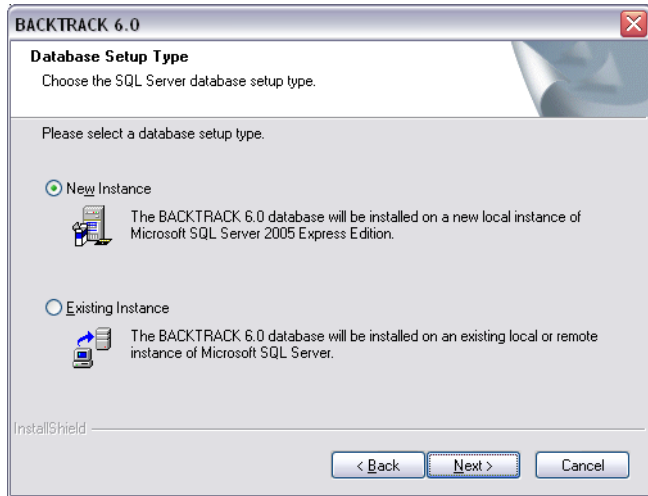 BACKTRACK 6.0
Database Setup Type
Choose the SQL Server database setup type.
Please select a database setup type.
New Instance
The BACKTRACK 6.0 database will be installed on a new local instance of
Microsoft SQL Server 2005 Express Edition.
Existing Instance
The BACKTRACK 6.0 database will be installed on an existing local or remote
instance of Microsoft SQL Server.
InstallShield
< Back Next > Cancel